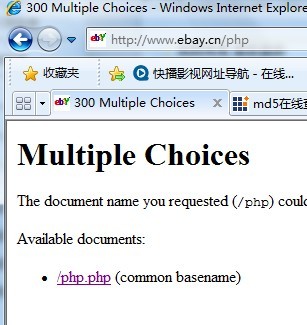 300 Multiple Choices - Windows Internet Explore
http://www.ebay.cn/php
收藏夹 快播影视网址导航 - 在线...
300 Multiple Choices md5在线
Multiple Choices
The document name you requested (/php) coul
Available documents:
/php.php (common basename)